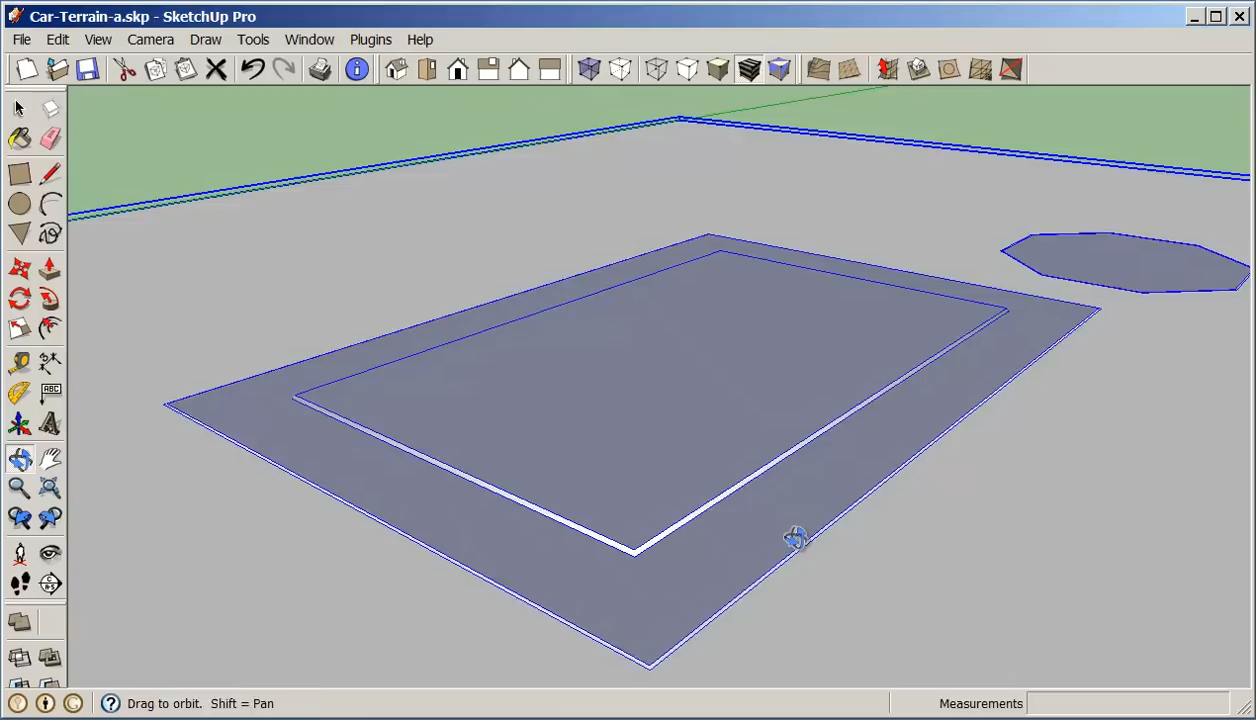 Car-Terrain-a.skp - SketchUp Pro
File Edit View Camera Draw Tools Window Plugins Help
ABC
A
Drag to orbit. Shift = Pan
Measurements